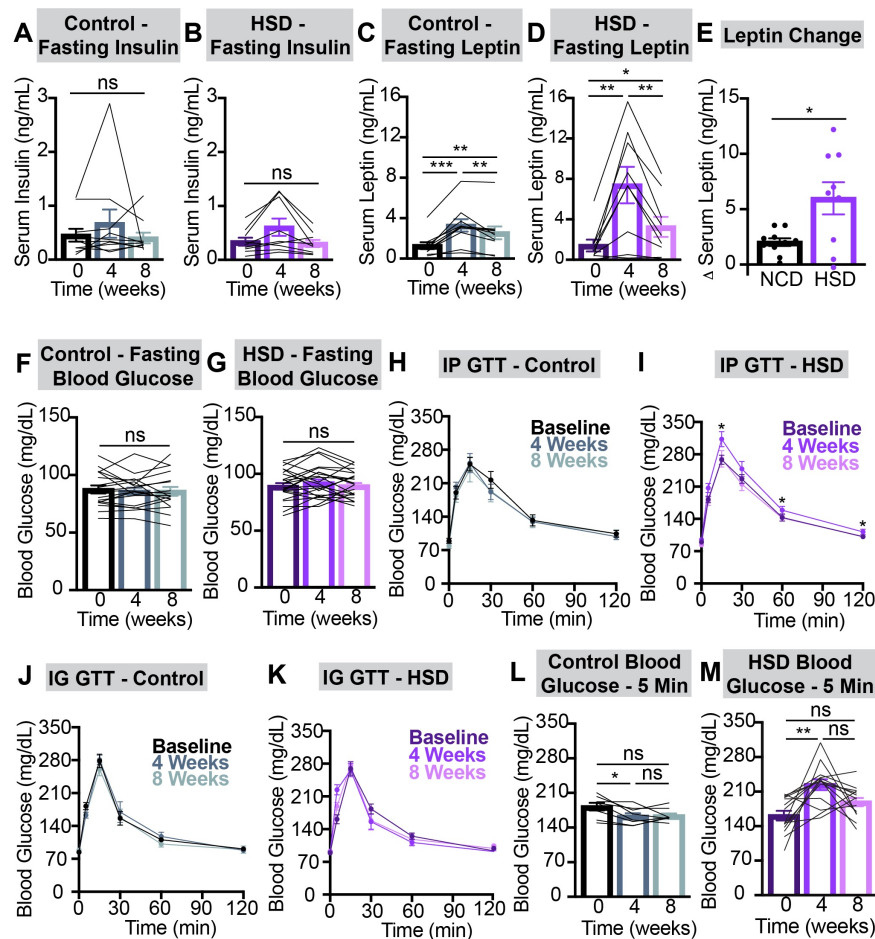 A Control -
Fasting Insulin
Serum Insulin (ng/mL)
3
2
1
0
ns
0 4 8
Time (weeks)
B HSD -
Fasting Insulin
Serum Insulin (ng/mL)
3
2
1
0
ns
0 4 8
Time (weeks)
C Control -
Fasting Leptin
Serum Leptin (ng/mL)
16
12
8
4
0
**
*** **
0 4 8
Time (weeks)
D HSD -
Fasting Leptin
Serum Leptin (ng/mL)
16
12
8
4
0
*
** **
0 4 8
Time (weeks)
E Leptin Change
Δ Serum Leptin (ng/mL)
15
10
5
0
*
NCD HSD
F Control - Fasting
Blood Glucose
Blood Glucose (mg/dL)
150
100
50
0
ns
0 4 8
Time (weeks)
G HSD - Fasting
Blood Glucose
Blood Glucose (mg/dL)
150
100
50
0
ns
0 4 8
Time (weeks)
H IP GTT - Control
Blood Glucose (mg/dL)
350
280
210
140
70
0
Baseline
4 Weeks
8 Weeks
0 30 60 90 120
Time (min)
I IP GTT - HSD
Blood Glucose (mg/dL)
350
280
210
140
70
0
Baseline
4 Weeks
8 Weeks
* * *
0 30 60 90 120
Time (min)
J IG GTT - Control
Blood Glucose (mg/dL)
350
280
210
140
70
0
Baseline
4 Weeks
8 Weeks
0 30 60 90 120
Time (min)
K IG GTT - HSD
Blood Glucose (mg/dL)
350
280
210
140
70
0
Baseline
4 Weeks
8 Weeks
0 30 60 90 120
Time (min)
L Control Blood
Glucose - 5 Min
Blood Glucose (mg/dL)
350
280
210
140
70
0
ns
* ns
0 4 8
Time (weeks)
M HSD Blood
Glucose - 5 Min
Blood Glucose (mg/dL)
350
280
210
140
70
0
ns
** ns
0 4 8
Time (weeks)